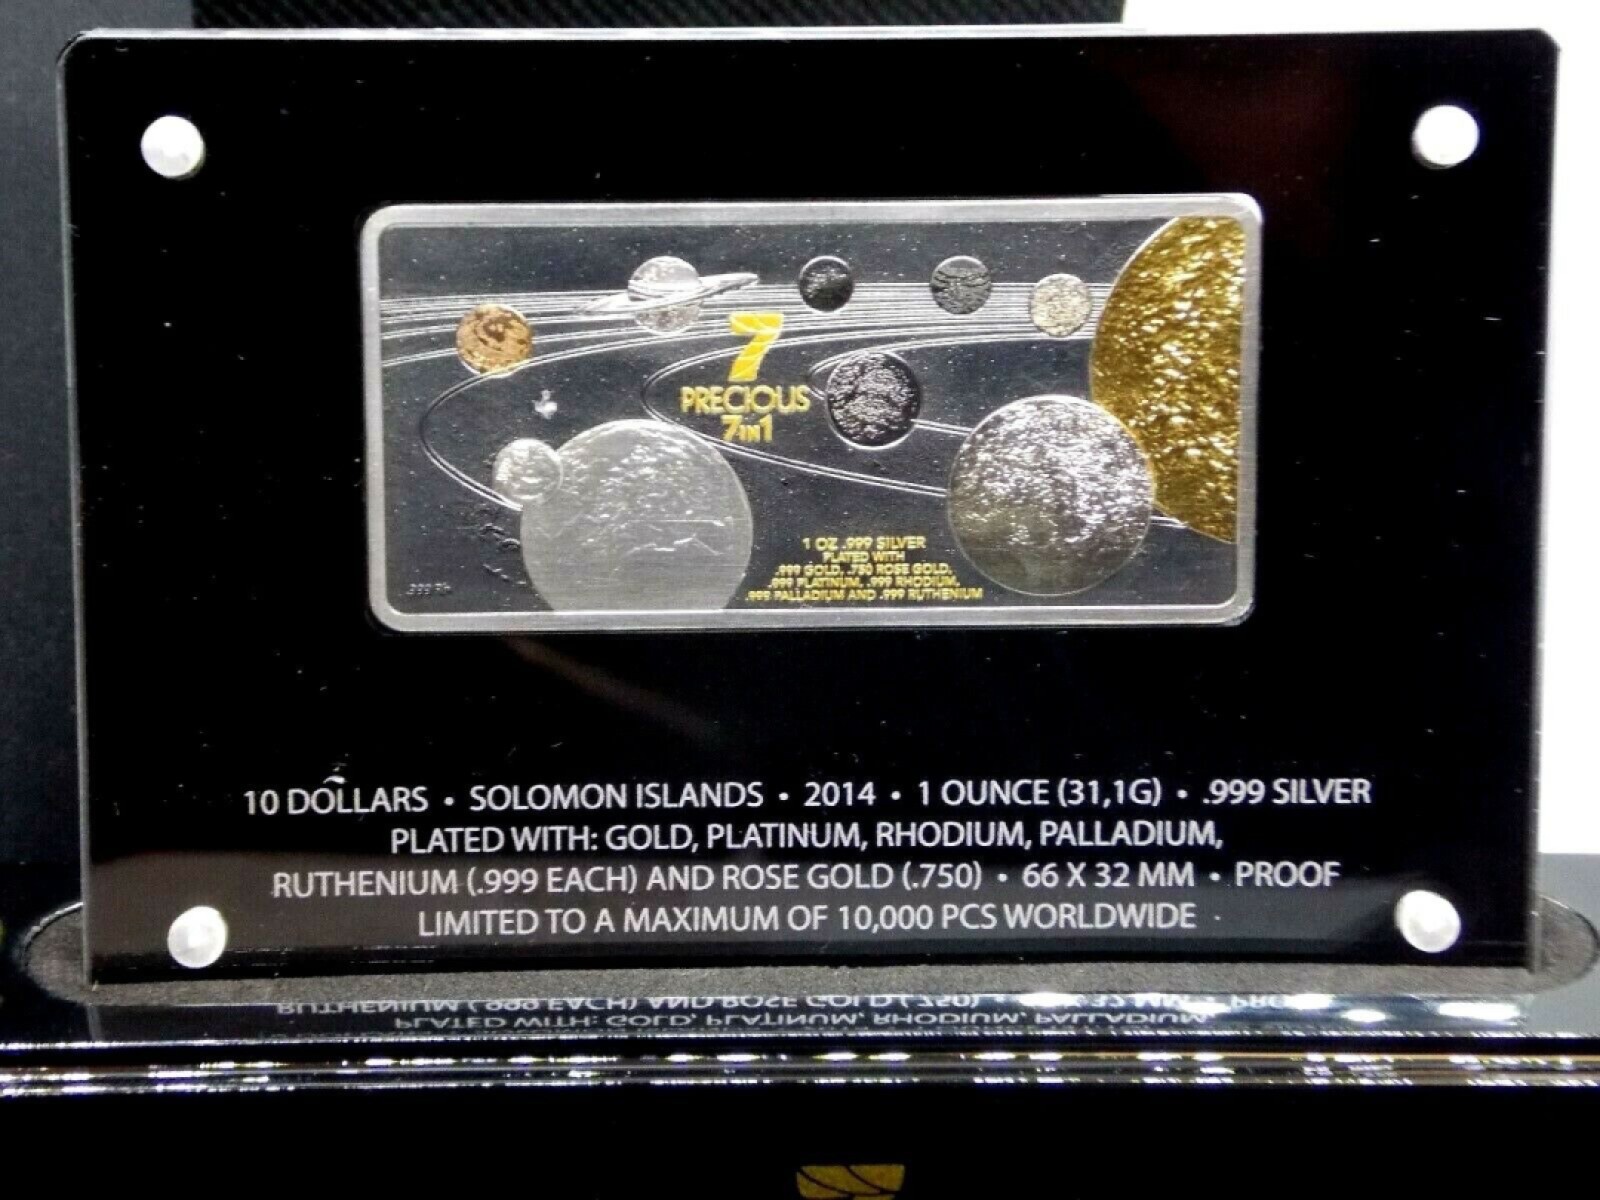 7
PRECIOUS
7IN1
1 OZ .999 SILVER
PLATED WITH
.999 GOLD, .750 ROSE GOLD,
.999 PLATINUM, .999 RHODIUM,
.999 PALLADIUM AND .999 RUTHENIUM
10 DOLLARS • SOLOMON ISLANDS • 2014 • 1 OUNCE (31,1G) • .999 SILVER
PLATED WITH: GOLD, PLATINUM, RHODIUM, PALLADIUM,
RUTHENIUM (.999 EACH) AND ROSE GOLD (.750) • 66 X 32 MM • PROOF
LIMITED TO A MAXIMUM OF 10,000 PCS WORLDWIDE